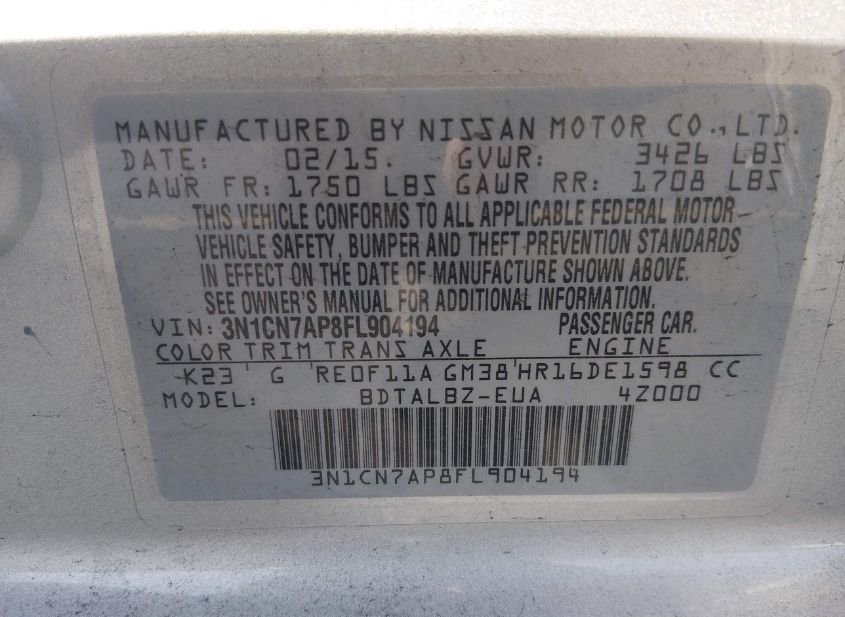 MANUFACTURED BY NISSAN MOTOR CO., LTD.
DATE: 02/15. GVWR: 3426 LBS
GAWR FR: 1750 LBS GAWR RR: 1708 LBS
THIS VEHICLE CONFORMS TO ALL APPLICABLE FEDERAL MOTOR
VEHICLE SAFETY, BUMPER AND THEFT PREVENTION STANDARDS
IN EFFECT ON THE DATE OF MANUFACTURE SHOWN ABOVE.
SEE OWNER'S MANUAL FOR ADDITIONAL INFORMATION.
VIN: 3N1CN7AP8FL904194 PASSENGER CAR.
COLOR TRIM TRANS AXLE ENGINE
K23 G RE0F11A GM38 HR16DE1598 CC
MODEL: BDTALBZ-EUA 4Z000
3N1CN7AP8FL904194